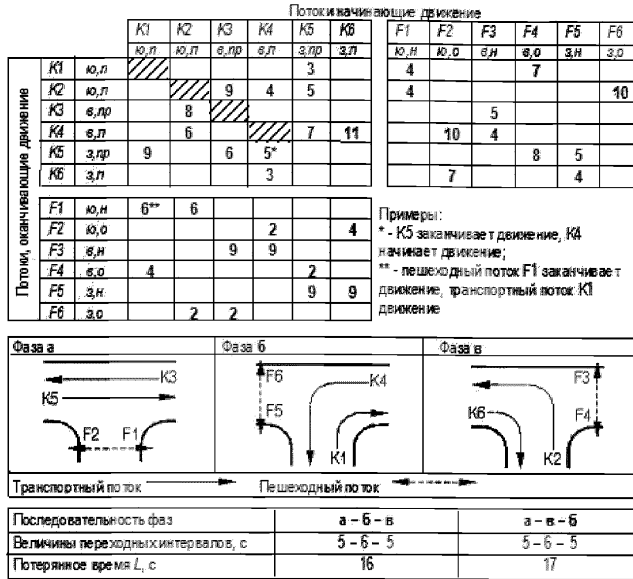 Потоки начинающие движение
K1 K2 K3 K4 K5 K6 F1 F2 F3 F4 F5 F6
ю,п ю,л в,пр в,л з,пр з,п ю,н ю,о в,н в,о з,н з,о
Потоки, оканчивающие движение
K1 ю,п 3 4 7
K2 ю,л 9 4 5 4 10
K3 в,пр 8 5
K4 в,л 6 7 11 10 4
K5 з,пр 9 6 5* 8 5
K6 з,п 3 7 4
F1 ю,н 6** 6
F2 ю,о 2 4
F3 в,н 9 9
F4 в,о 4 2
F5 з,н 9 9
F6 з,о 2 2
Примеры:
* - K5 заканчивает движение, K4
начинает движение;
** - пешеходный поток F1 заканчивает
движение, транспортный поток K1
движение
Фаза а Фаза б Фаза в
K3 F6 K4 F3
K5 F5 K6 F4
F2 F1 K1 K2
Транспортный поток Пешеходный поток
Последовательность фаз а – б – в а – в – б
Величины переходных интервалов, с 5 – 6 – 5 5 – 6 – 5
Потерянное время L, с 16 17